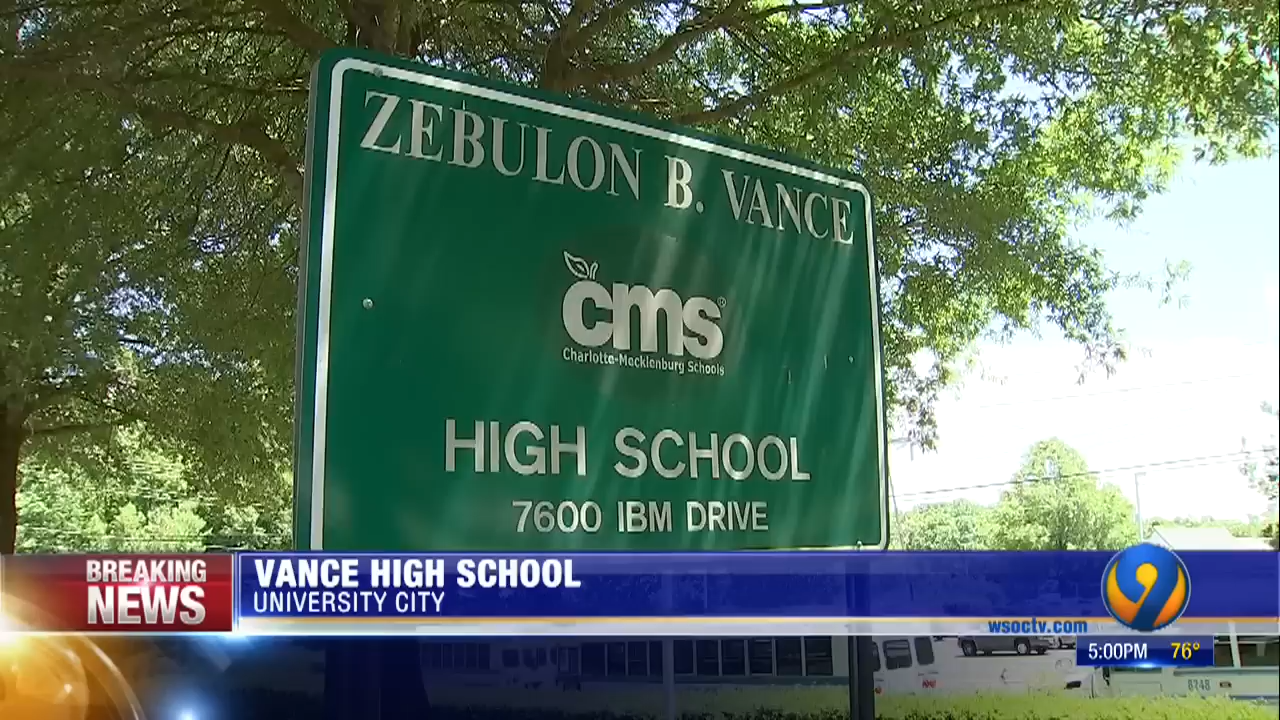 ZEBULON B. VANCE
cms®
Charlotte-Mecklenburg Schools
HIGH SCHOOL
7600 IBM DRIVE
BREAKING
NEWS
VANCE HIGH SCHOOL
UNIVERSITY CITY
9
wsoctv.com
5:00PM 76°